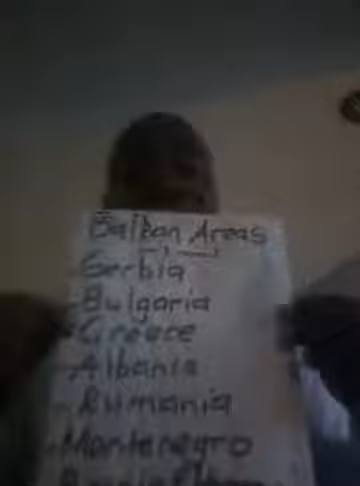 Balkan Areas
- Serbia
- Bulgaria
- Greece
- Albania
- Rumania
- Montenegro